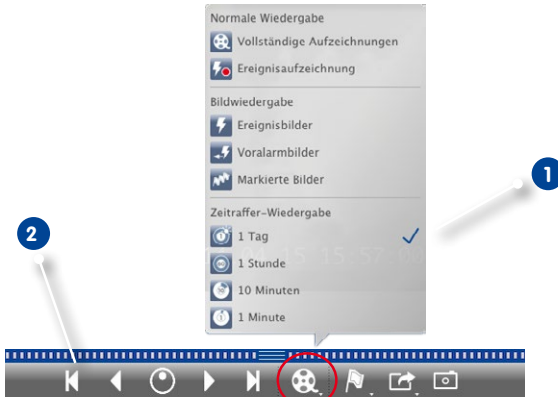 Normale Wiedergabe
Vollständige Aufzeichnungen
Ereignisaufzeichnung
Bildwiedergabe
Ereignisbilder
Voralarmbilder
Markierte Bilder
Zeitraffer-Wiedergabe
1 Tag
1 Stunde
10 Minuten
1 Minute
1
2